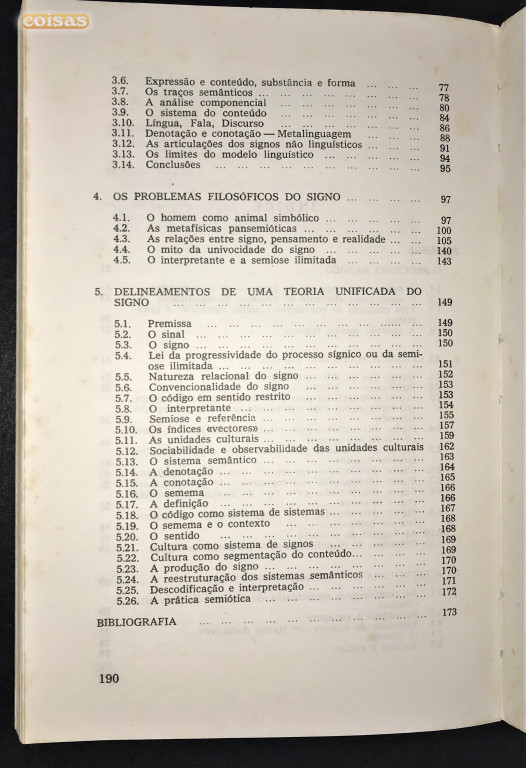 coisas
3.6. Expressão e conteúdo, substância e forma ... ... ... 77
3.7. Os traços semânticos ... ... ... ... ... ... ... ... 78
3.8. A análise componencial ... ... ... ... ... ... ... 80
3.9. O sistema do conteúdo ... ... ... ... ... ... ... 84
3.10. Língua, Fala, Discurso ... ... ... ... ... ... ... 86
3.11. Denotação e conotação — Metalinguagem ... ... ... 88
3.12. As articulações dos signos não linguísticos ... ... ... 91
3.13. Os limites do modelo linguístico ... ... ... ... ... 94
3.14. Conclusões ... ... ... ... ... ... ... ... ... ... 95
4. OS PROBLEMAS FILOSÓFICOS DO SIGNO ... ... ... ... 97
4.1. O homem como animal simbólico ... ... ... ... ... 97
4.2. As metafísicas pansemióticas ... ... ... ... ... ... 100
4.3. As relações entre signo, pensamento e realidade ... ... 105
4.4. O mito da univocidade do signo ... ... ... ... ... 140
4.5. O interpretante e a semiose ilimitada ... ... ... ... 143
5. DELINEAMENTOS DE UMA TEORIA UNIFICADA DO
SIGNO ... ... ... ... ... ... ... ... ... ... ... ... 149
5.1. Premissa ... ... ... ... ... ... ... ... ... ... 149
5.2. O sinal ... ... ... ... ... ... ... ... ... ... ... 150
5.3. O signo ... ... ... ... ... ... ... ... ... ... ... 150
5.4. Lei da progressividade do processo sígnico ou da semi-
ose ilimitada ... ... ... ... ... ... ... ... ... ... 151
5.5. Natureza relacional do signo ... ... ... ... ... ... 152
5.6. Convencionalidade do signo ... ... ... ... ... ... 153
5.7. O código em sentido restrito ... ... ... ... ... ... 153
5.8. O interpretante ... ... ... ... ... ... ... ... ... 154
5.9. Semiose e referência ... ... ... ... ... ... ... ... 155
5.10. Os índices «vectores» ... ... ... ... ... ... ... ... 157
5.11. As unidades culturais ... ... ... ... ... ... ... ... 159
5.12. Sociabilidade e observabilidade das unidades culturais 162
5.13. O sistema semântico ... ... ... ... ... ... ... ... 163
5.14. A denotação ... ... ... ... ... ... ... ... ... ... 164
5.15. A conotação ... ... ... ... ... ... ... ... ... ... 165
5.16. O semema ... ... ... ... ... ... ... ... ... ... 166
5.17. A definição ... ... ... ... ... ... ... ... ... ... 166
5.18. O código como sistema de sistemas ... ... ... ... ... 167
5.19. O semema e o contexto ... ... ... ... ... ... ... 168
5.20. O sentido ... ... ... ... ... ... ... ... ... ... 168
5.21. Cultura como sistema de signos ... ... ... ... ... 169
5.22. Cultura como segmentação do conteúdo... ... ... ... 169
5.23. A produção do signo ... ... ... ... ... ... ... ... 170
5.24. A reestruturação dos sistemas semânticos ... ... ... 170
5.25. Descodificação e interpretação ... ... ... ... ... ... 171
5.26. A prática semiótica ... ... ... ... ... ... ... ... 172
BIBLIOGRAFIA ... ... ... ... ... ... ... ... ... ... ... 173
190